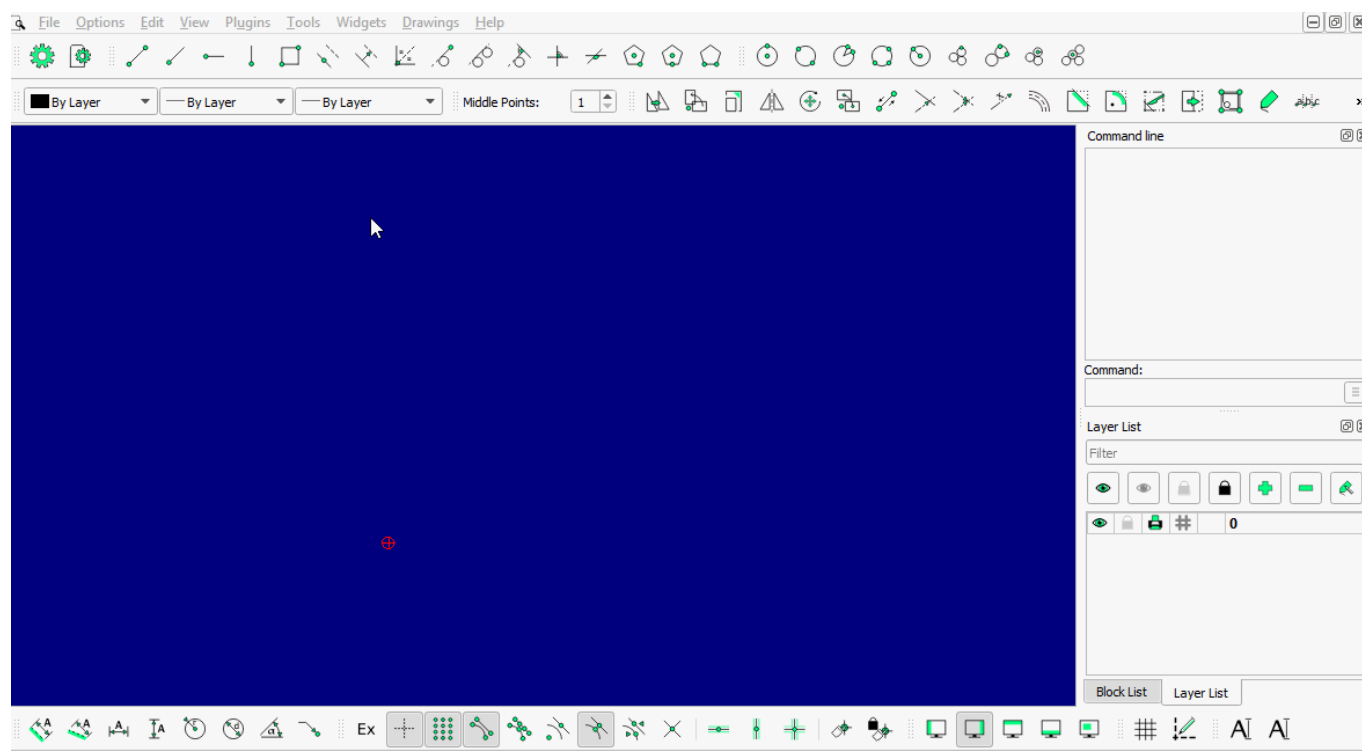 File Options Edit View Plugins Tools Widgets Drawings Help
By Layer By Layer By Layer Middle Points: 1
Command line
Command:
Layer List
Filter
0
Block List Layer List
Ex